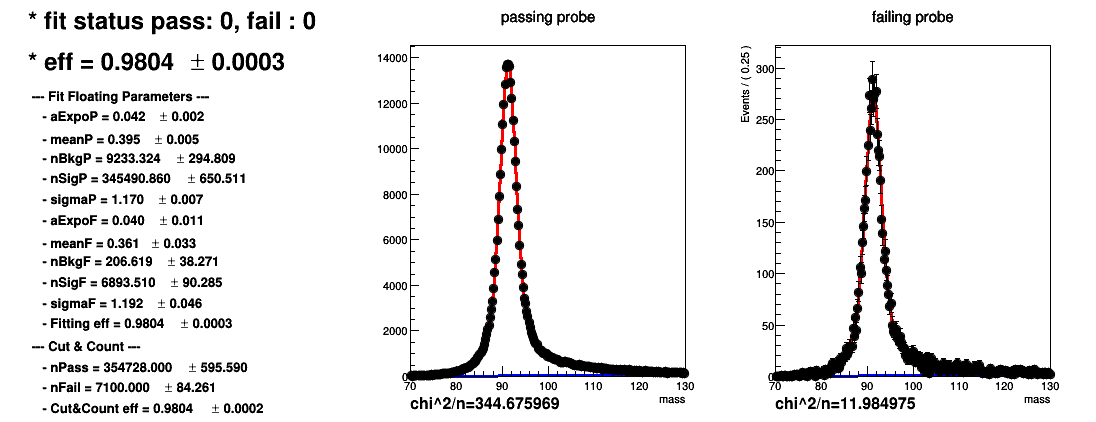 * fit status pass: 0, fail : 0
* eff = 0.9804 ± 0.0003
--- Fit Floating Parameters ---
- aExpoP = 0.042 ± 0.002
- meanP = 0.395 ± 0.005
- nBkgP = 9233.324 ± 294.809
- nSigP = 345490.860 ± 650.511
- sigmaP = 1.170 ± 0.007
- aExpoF = 0.040 ± 0.011
- meanF = 0.361 ± 0.033
- nBkgF = 206.619 ± 38.271
- nSigF = 6893.510 ± 90.285
- sigmaF = 1.192 ± 0.046
- Fitting eff = 0.9804 ± 0.0003
--- Cut & Count ---
- nPass = 354728.000 ± 595.590
- nFail = 7100.000 ± 84.261
- Cut&Count eff = 0.9804 ± 0.0002
passing probe
14000
12000
10000
8000
6000
4000
2000
0
70 80 90 100 110 120 130
mass
chi^2/n=344.675969
failing probe
Events / ( 0.25 )
300
250
200
150
100
50
0
70 80 90 100 110 120 130
mass
chi^2/n=11.984975